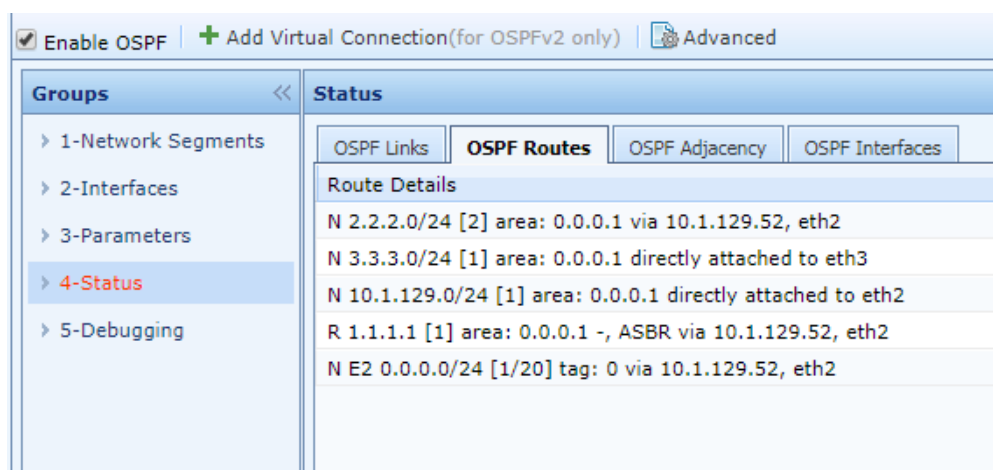 Enable OSPF Add Virtual Connection(for OSPFv2 only) Advanced
Groups
1-Network Segments
2-Interfaces
3-Parameters
4-Status
5-Debugging
Status
OSPF Links OSPF Routes OSPF Adjacency OSPF Interfaces
Route Details
N 2.2.2.0/24 [2] area: 0.0.0.1 via 10.1.129.52, eth2
N 3.3.3.0/24 [1] area: 0.0.0.1 directly attached to eth3
N 10.1.129.0/24 [1] area: 0.0.0.1 directly attached to eth2
R 1.1.1.1 [1] area: 0.0.0.1 -, ASBR via 10.1.129.52, eth2
N E2 0.0.0.0/24 [1/20] tag: 0 via 10.1.129.52, eth2